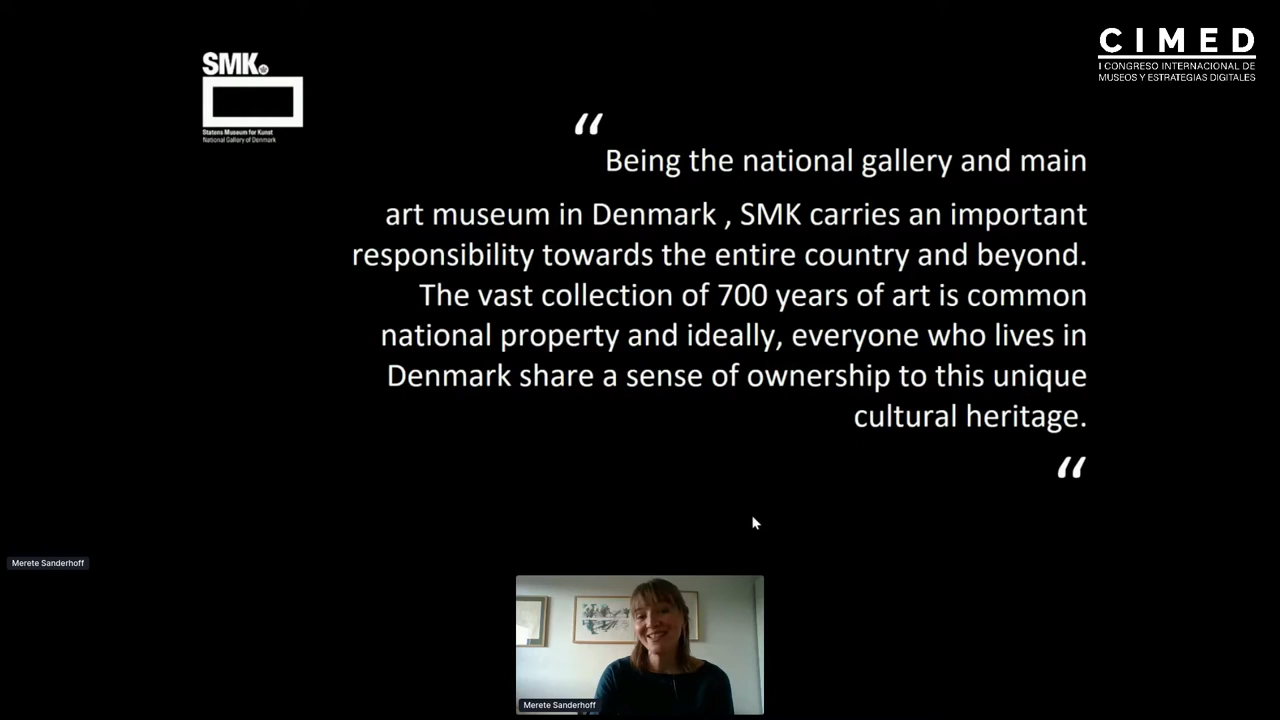 SMK
Statens Museum for Kunst
National Gallery of Denmark
CIMED
I CONGRESO INTERNACIONAL DE
MUSEOS Y ESTRATEGIAS DIGITALES
“
Being the national gallery and main
art museum in Denmark , SMK carries an important
responsibility towards the entire country and beyond.
The vast collection of 700 years of art is common
national property and ideally, everyone who lives in
Denmark share a sense of ownership to this unique
cultural heritage.
“
Merete Sanderhoff
Merete Sanderhoff